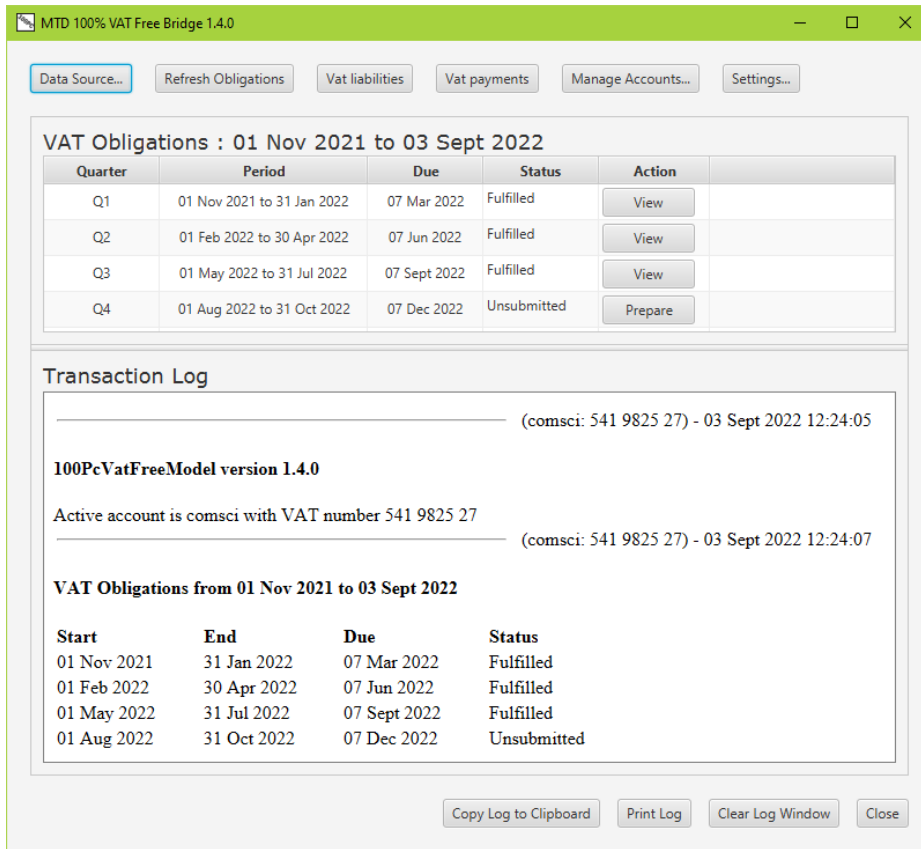 MTD 100% VAT Free Bridge 1.4.0
Data Source... Refresh Obligations Vat liabilities Vat payments Manage Accounts... Settings...
VAT Obligations : 01 Nov 2021 to 03 Sept 2022
Quarter Period Due Status Action
Q1 01 Nov 2021 to 31 Jan 2022 07 Mar 2022 Fulfilled View
Q2 01 Feb 2022 to 30 Apr 2022 07 Jun 2022 Fulfilled View
Q3 01 May 2022 to 31 Jul 2022 07 Sept 2022 Fulfilled View
Q4 01 Aug 2022 to 31 Oct 2022 07 Dec 2022 Unsubmitted Prepare
Transaction Log
(comsci: 541 9825 27) - 03 Sept 2022 12:24:05
100PcVatFreeModel version 1.4.0
Active account is comsci with VAT number 541 9825 27
(comsci: 541 9825 27) - 03 Sept 2022 12:24:07
VAT Obligations from 01 Nov 2021 to 03 Sept 2022
Start End Due Status
01 Nov 2021 31 Jan 2022 07 Mar 2022 Fulfilled
01 Feb 2022 30 Apr 2022 07 Jun 2022 Fulfilled
01 May 2022 31 Jul 2022 07 Sept 2022 Fulfilled
01 Aug 2022 31 Oct 2022 07 Dec 2022 Unsubmitted
Copy Log to Clipboard Print Log Clear Log Window Close